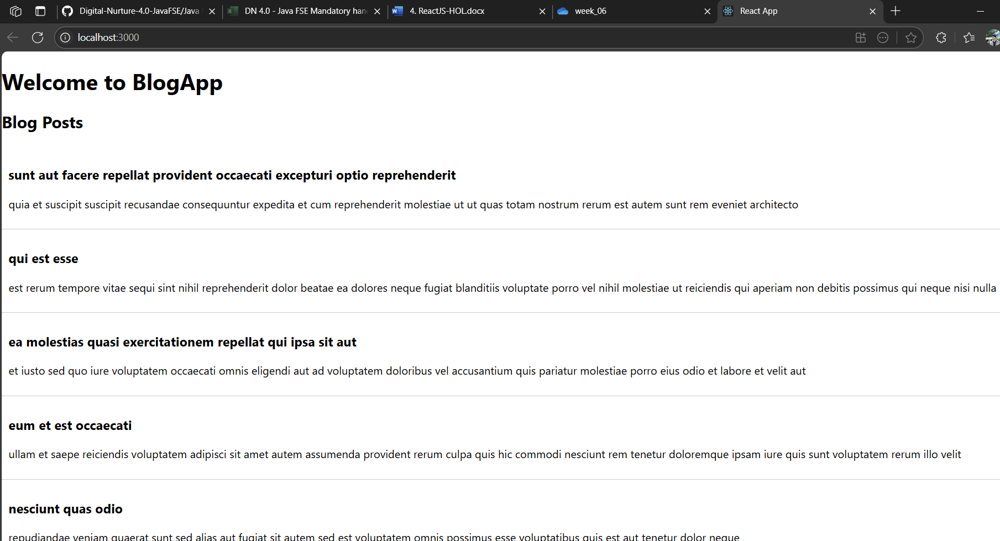 Digital-Nurture-4.0-JavaFSE/Java
DN 4.0 - Java FSE Mandatory han
4. ReactJS-HOL.docx
week_06
React App
localhost:3000
Welcome to BlogApp
Blog Posts
sunt aut facere repellat provident occaecati excepturi optio reprehenderit
quia et suscipit suscipit recusandae consequuntur expedita et cum reprehenderit molestiae ut ut quas totam nostrum rerum est autem sunt rem eveniet architecto
qui est esse
est rerum tempore vitae sequi sint nihil reprehenderit dolor beatae ea dolores neque fugiat blanditiis voluptate porro vel nihil molestiae ut reiciendis qui aperiam non debitis possimus qui neque nisi nulla
ea molestias quasi exercitationem repellat qui ipsa sit aut
et iusto sed quo iure voluptatem occaecati omnis eligendi aut ad voluptatem doloribus vel accusantium quis pariatur molestiae porro eius odio et labore et velit aut
eum et est occaecati
ullam et saepe reiciendis voluptatem adipisci sit amet autem assumenda provident rerum culpa quis hic commodi nesciunt rem tenetur doloremque ipsam iure quis sunt voluptatem rerum illo velit
nesciunt quas odio
repudiandae veniam quaerat sunt sed alias aut fugiat sit autem sed est voluptatem omnis possimus esse voluptatibus quis est aut tenetur dolor neque